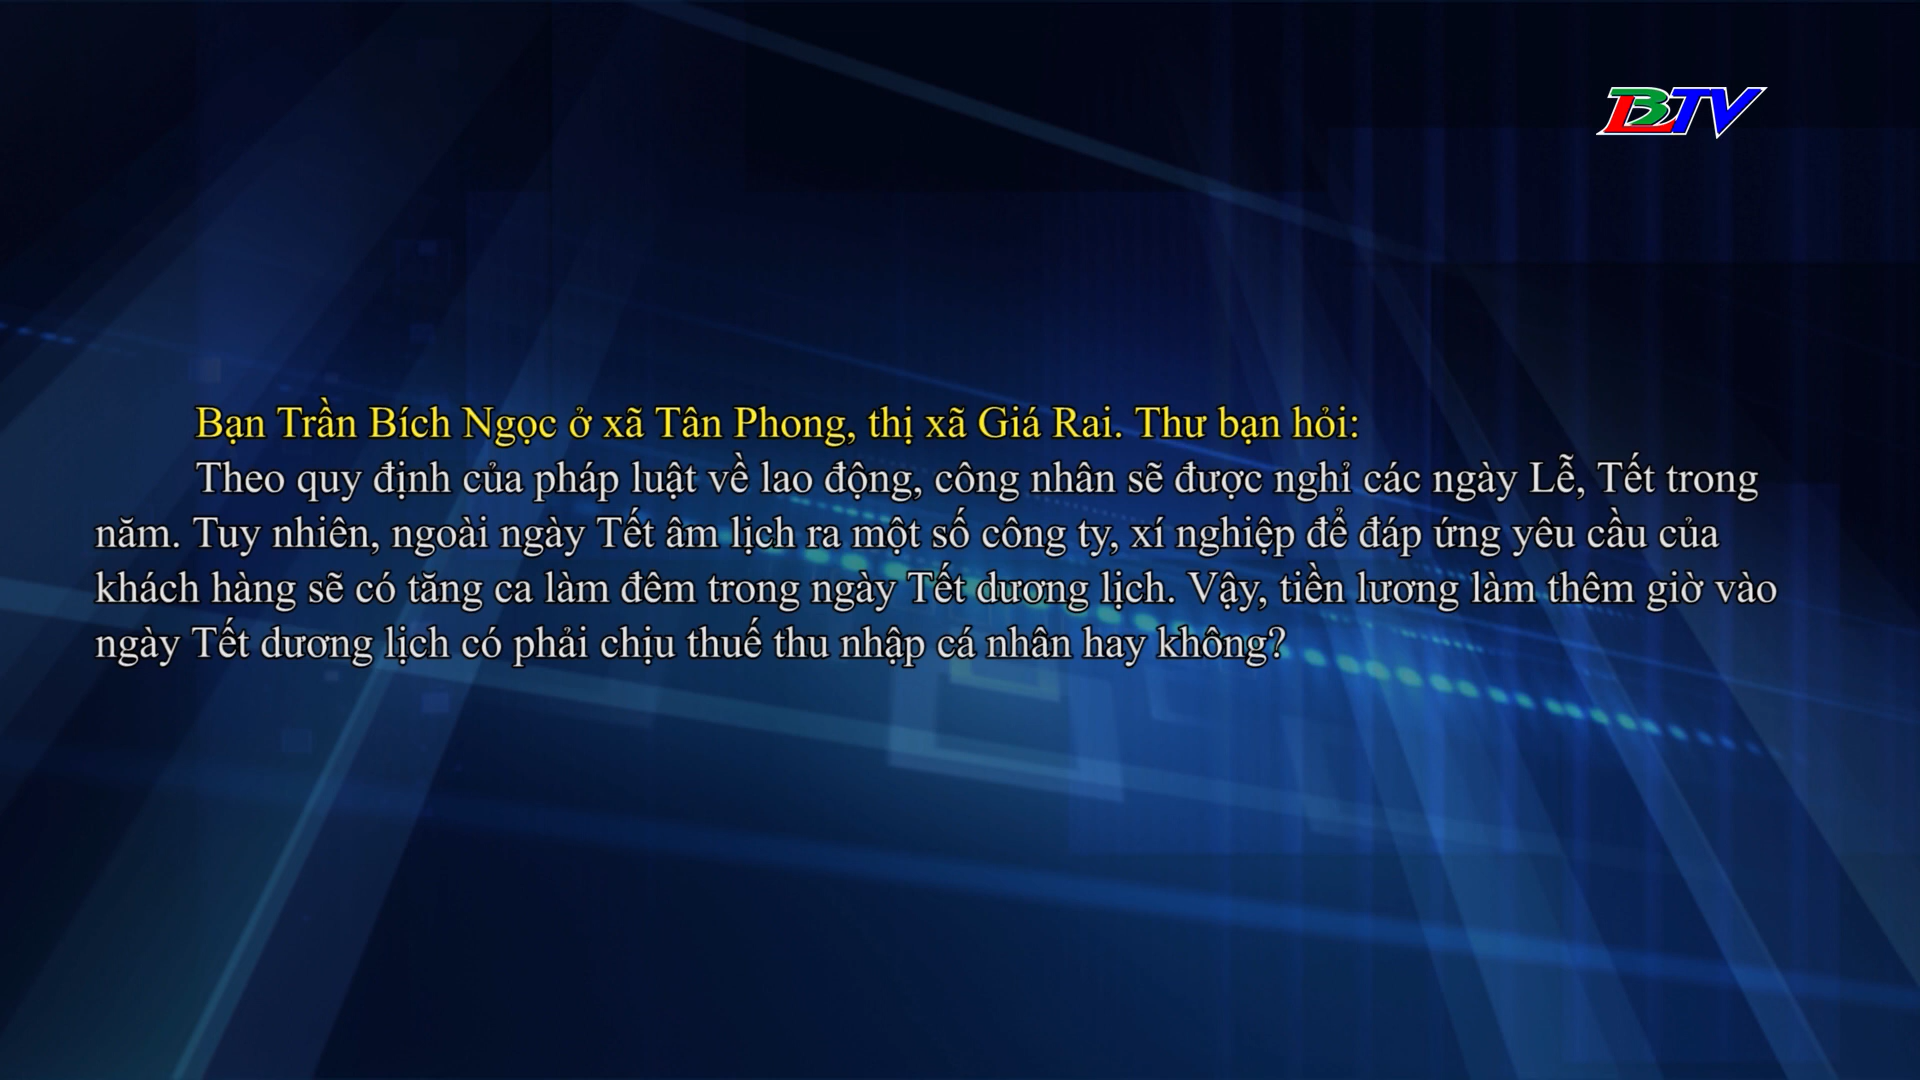 BTV
Bạn Trần Bích Ngọc ở xã Tân Phong, thị xã Giá Rai. Thư bạn hỏi:
Theo quy định của pháp luật về lao động, công nhân sẽ được nghỉ các ngày Lễ, Tết trong
năm. Tuy nhiên, ngoài ngày Tết âm lịch ra một số công ty, xí nghiệp để đáp ứng yêu cầu của
khách hàng sẽ có tăng ca làm đêm trong ngày Tết dương lịch. Vậy, tiền lương làm thêm giờ vào
ngày Tết dương lịch có phải chịu thuế thu nhập cá nhân hay không?